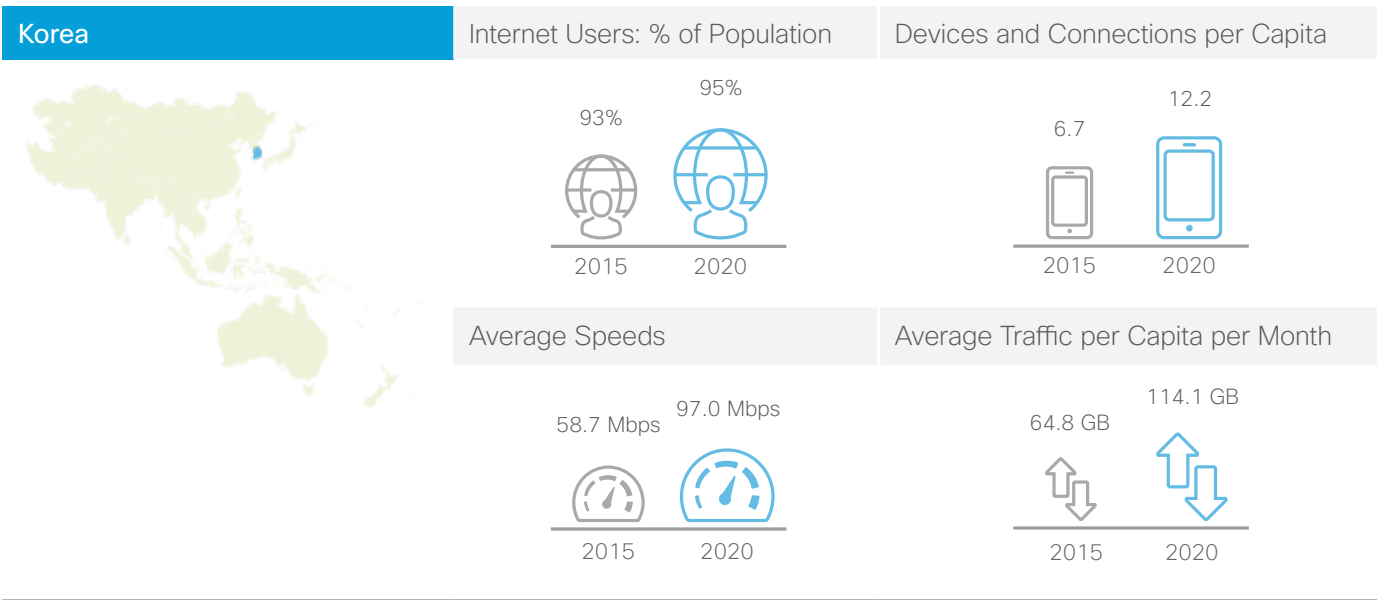 Korea
Internet Users: % of Population
93%
95%
2015
2020
Devices and Connections per Capita
6.7
12.2
2015
2020
Average Speeds
58.7 Mbps
97.0 Mbps
2015
2020
Average Traffic per Capita per Month
64.8 GB
114.1 GB
2015
2020